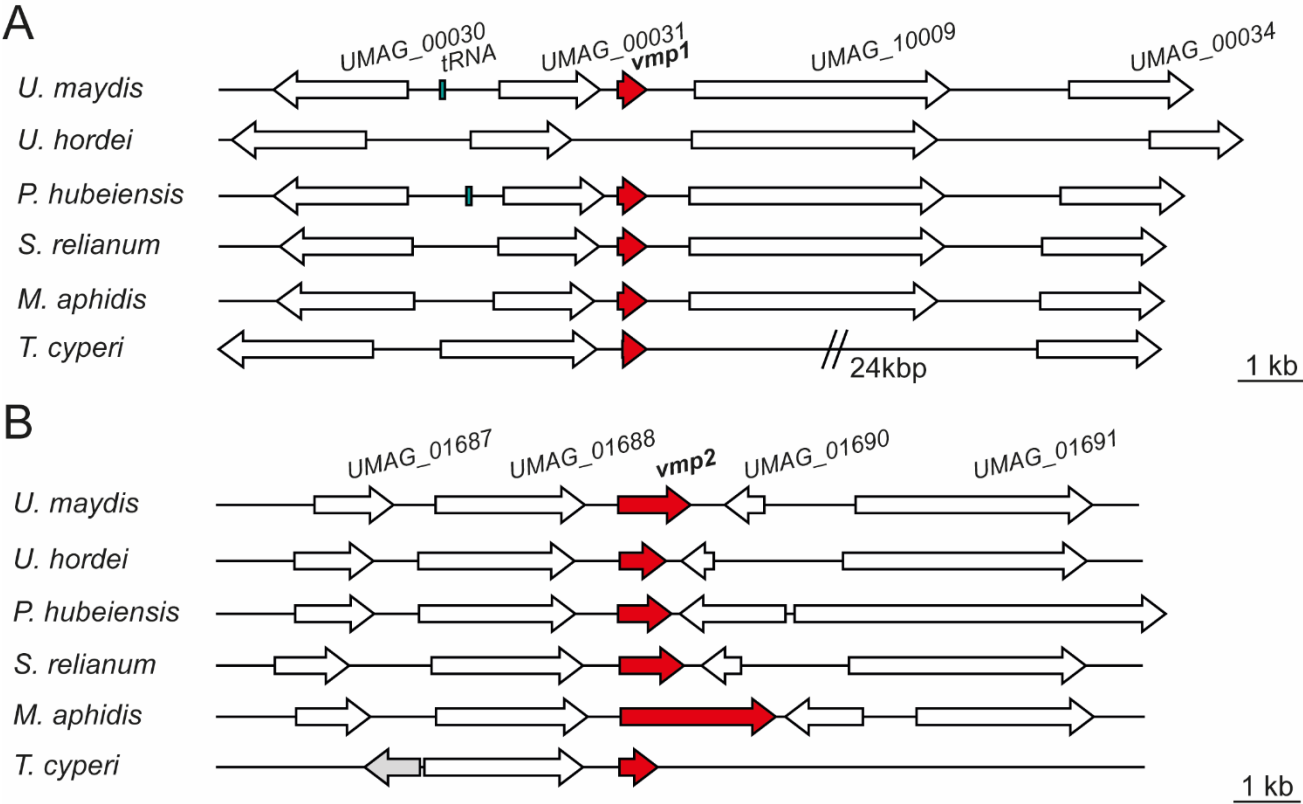 A
UMAG_00030 tRNA UMAG_00031 vmp1 UMAG_10009 UMAG_00034
U. maydis
U. hordei
P. hubeiensis
S. relianum
M. aphidis
T. cyperi
24kbp
1 kb
B
UMAG_01687 UMAG_01688 vmp2 UMAG_01690 UMAG_01691
U. maydis
U. hordei
P. hubeiensis
S. relianum
M. aphidis
T. cyperi
1 kb